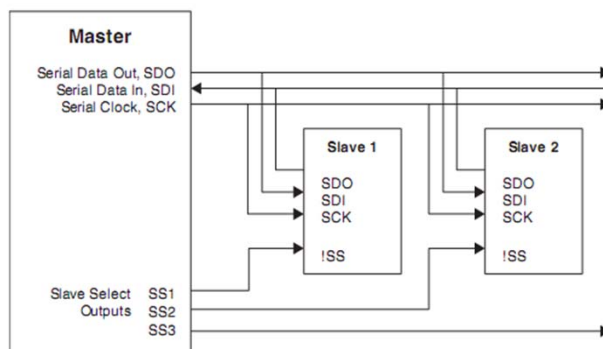 Master
Serial Data Out, SDO
Serial Data In, SDI
Serial Clock, SCK
Slave 1
SDO
SDI
SCK
!SS
Slave 2
SDO
SDI
SCK
!SS
Slave Select SS1
Outputs SS2
SS3